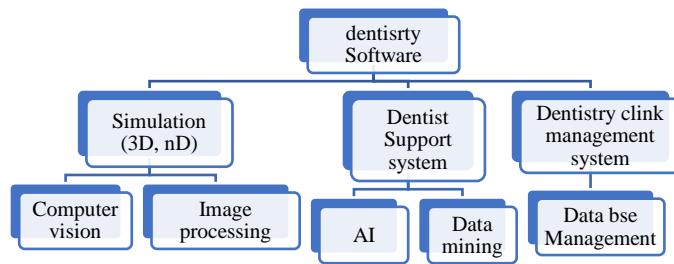 dentisrty
Software
Simulation
(3D, nD)
Dentist
Support
system
Dentistry clink
management
system
Computer
vision
Image
processing
AI
Data
mining
Data bse
Management